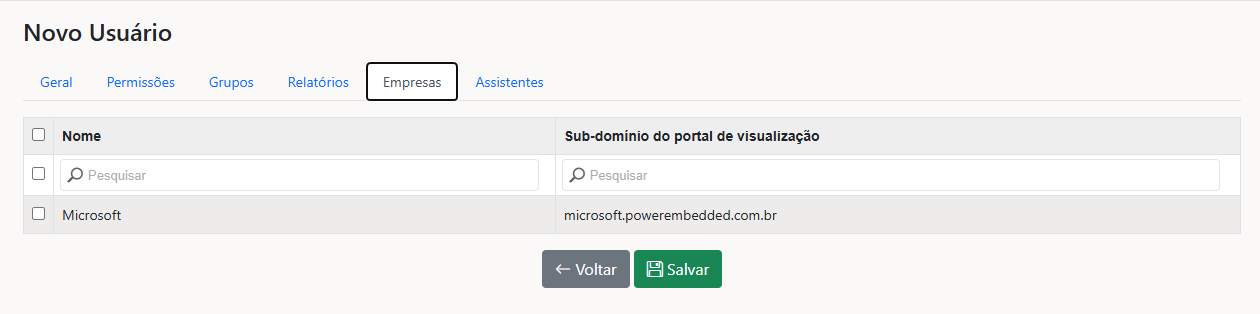 Novo Usuário
Geral Permissões Grupos Relatórios Empresas Assistentes
Nome Sub-domínio do portal de visualização
Pesquisar Pesquisar
Microsoft microsoft.powerembedded.com.br
Voltar Salvar